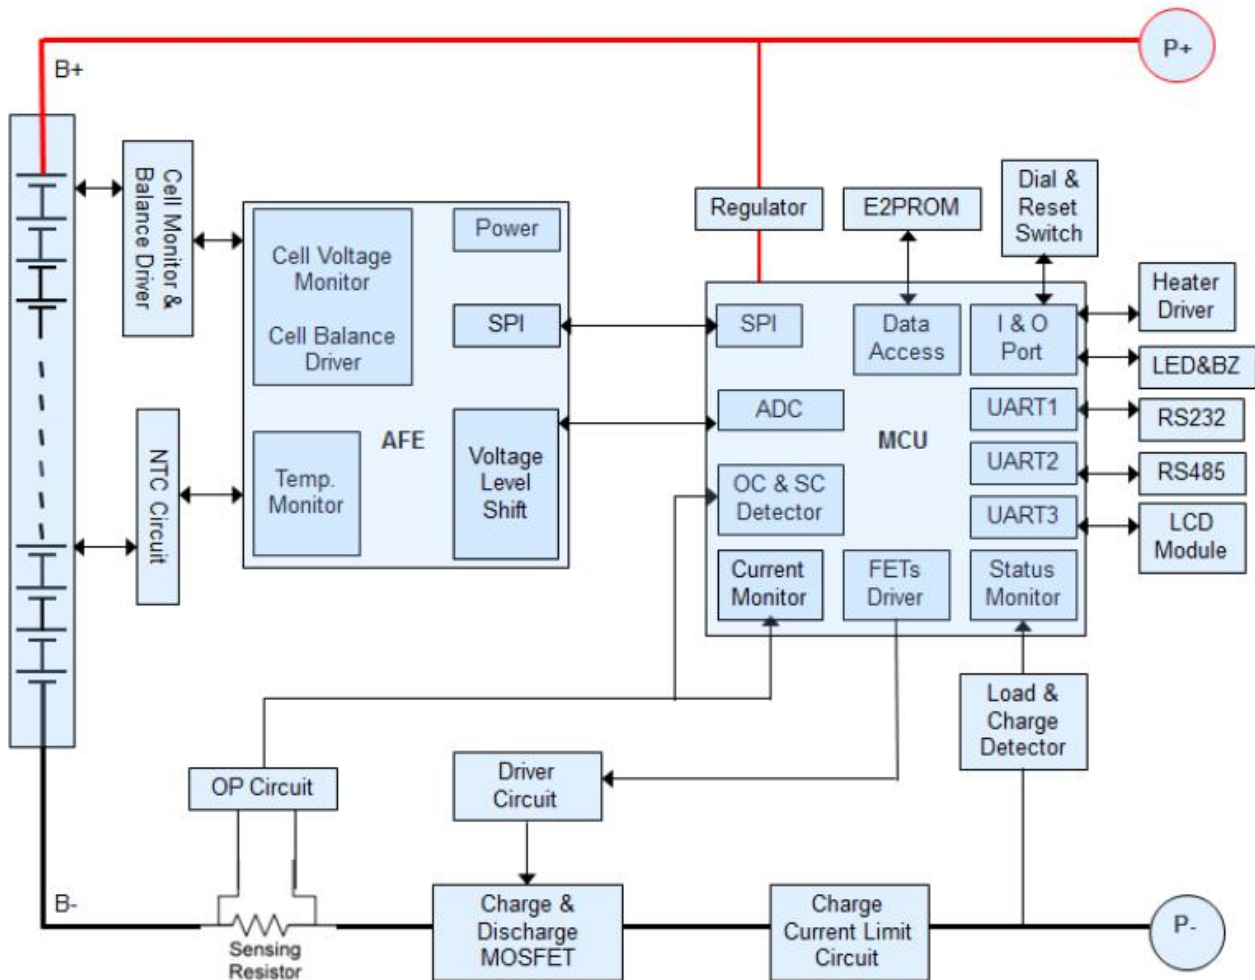 P+
B+
Cell Monitor &
Balance Driver
Cell Voltage
Monitor
Cell Balance
Driver
Power
SPI
AFE
Voltage
Level
Shift
Temp.
Monitor
NTC Circuit
Regulator
E2PROM
Dial &
Reset
Switch
SPI
Data
Access
I & O
Port
Heater
Driver
LED&BZ
ADC
MCU
UART1
RS232
UART2
RS485
OC & SC
Detector
UART3
LCD
Module
Current
Monitor
FETs
Driver
Status
Monitor
Load &
Charge
Detector
OP Circuit
Driver
Circuit
B-
Sensing
Resistor
Charge &
Discharge
MOSFET
Charge
Current Limit
Circuit
P-